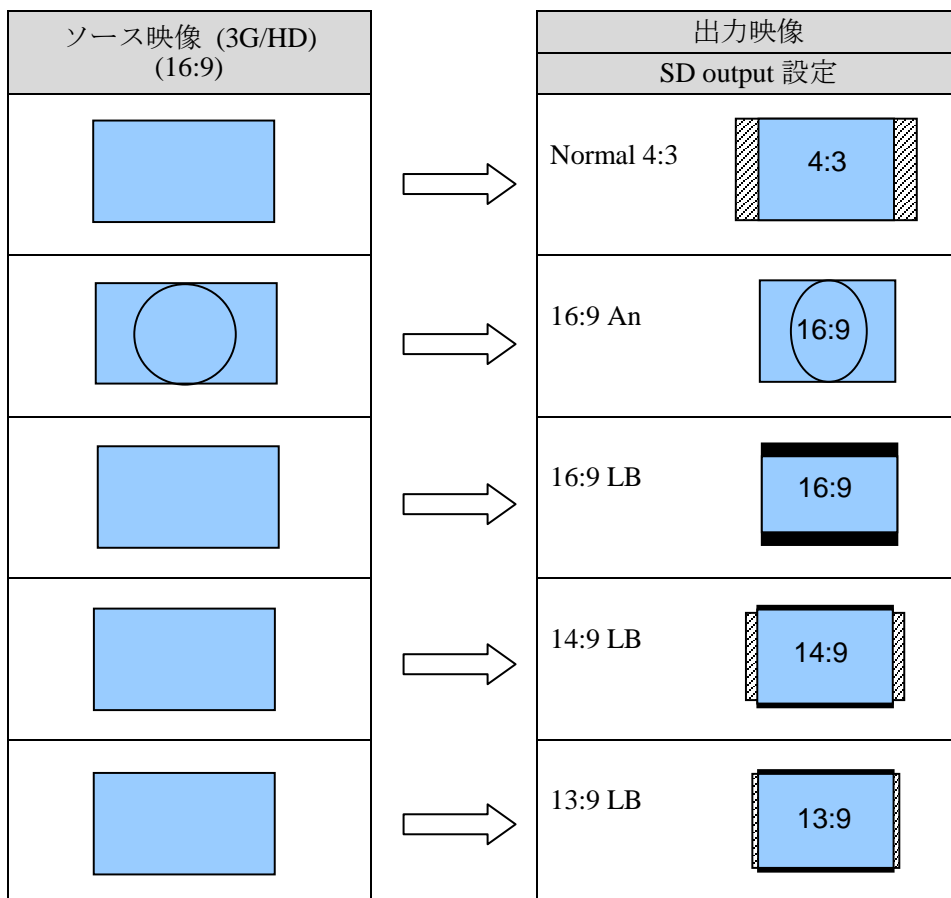 ソース映像 (3G/HD)
(16:9)
出力映像
SD output 設定
Normal 4:3
4:3
16:9 An
16:9
16:9 LB
16:9
14:9 LB
14:9
13:9 LB
13:9